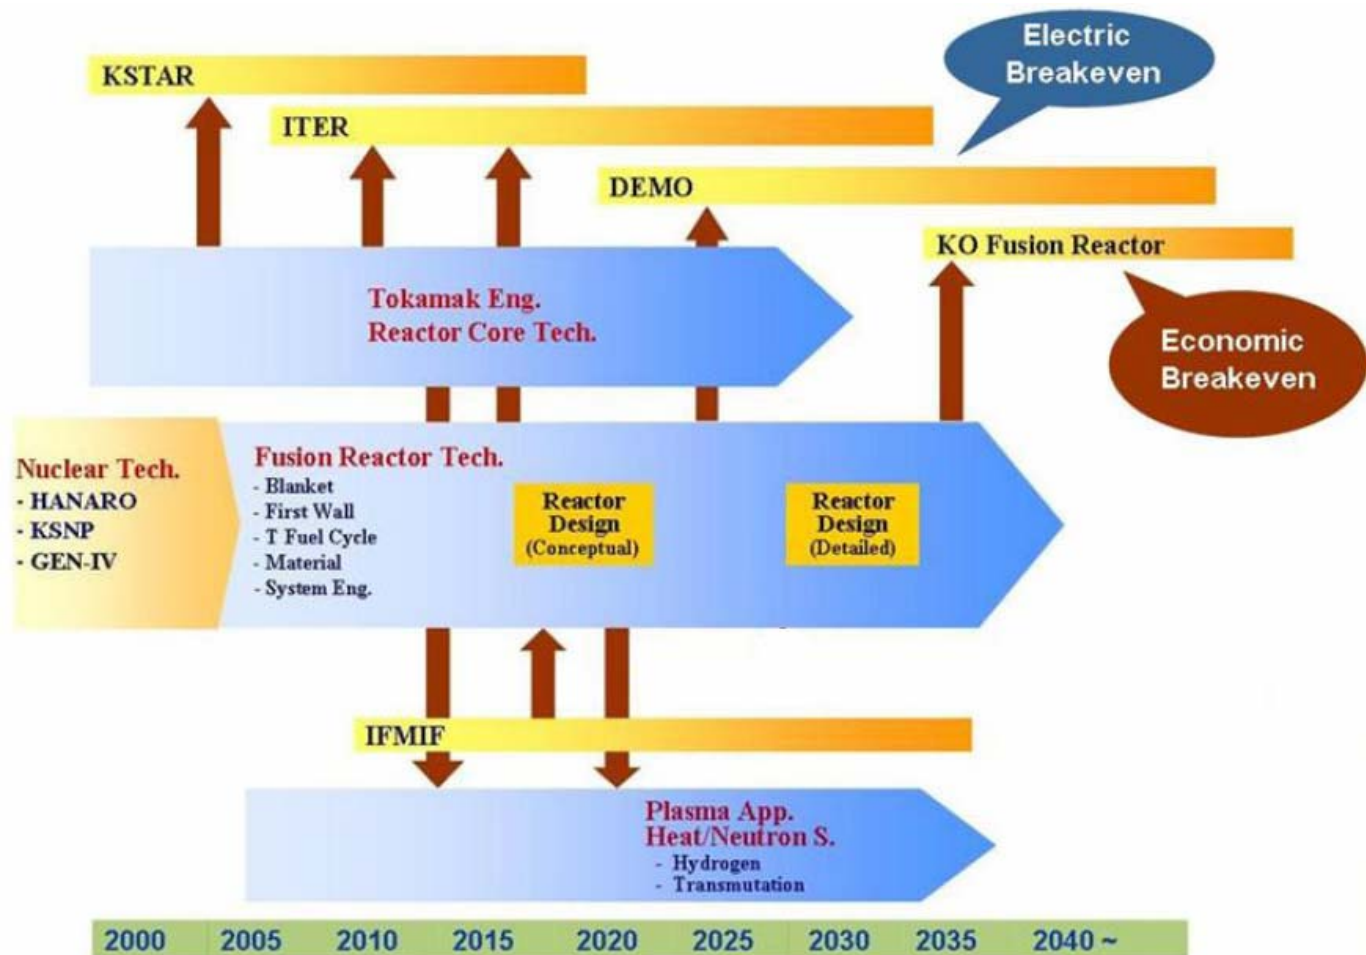 Electric
Breakeven
KSTAR
ITER
DEMO
KO Fusion Reactor
Tokamak Eng.
Reactor Core Tech.
Economic
Breakeven
Nuclear Tech.
- HANARO
- KSNP
- GEN-IV
Fusion Reactor Tech.
- Blanket
- First Wall
- T Fuel Cycle
- Material
- System Eng.
Reactor
Design
(Conceptual)
Reactor
Design
(Detailed)
IFMIF
Plasma App.
Heat/Neutron S.
- Hydrogen
- Transmutation
2000 2005 2010 2015 2020 2025 2030 2035 2040 ~